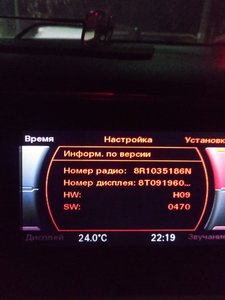 Время Настройка Установк
Информ. по версии
Номер радио: 8R1035186N
Номер дисплея: 8T091960...
HW: H09
SW: 0470
Дисплей 24.0°C 22:19 Звучание